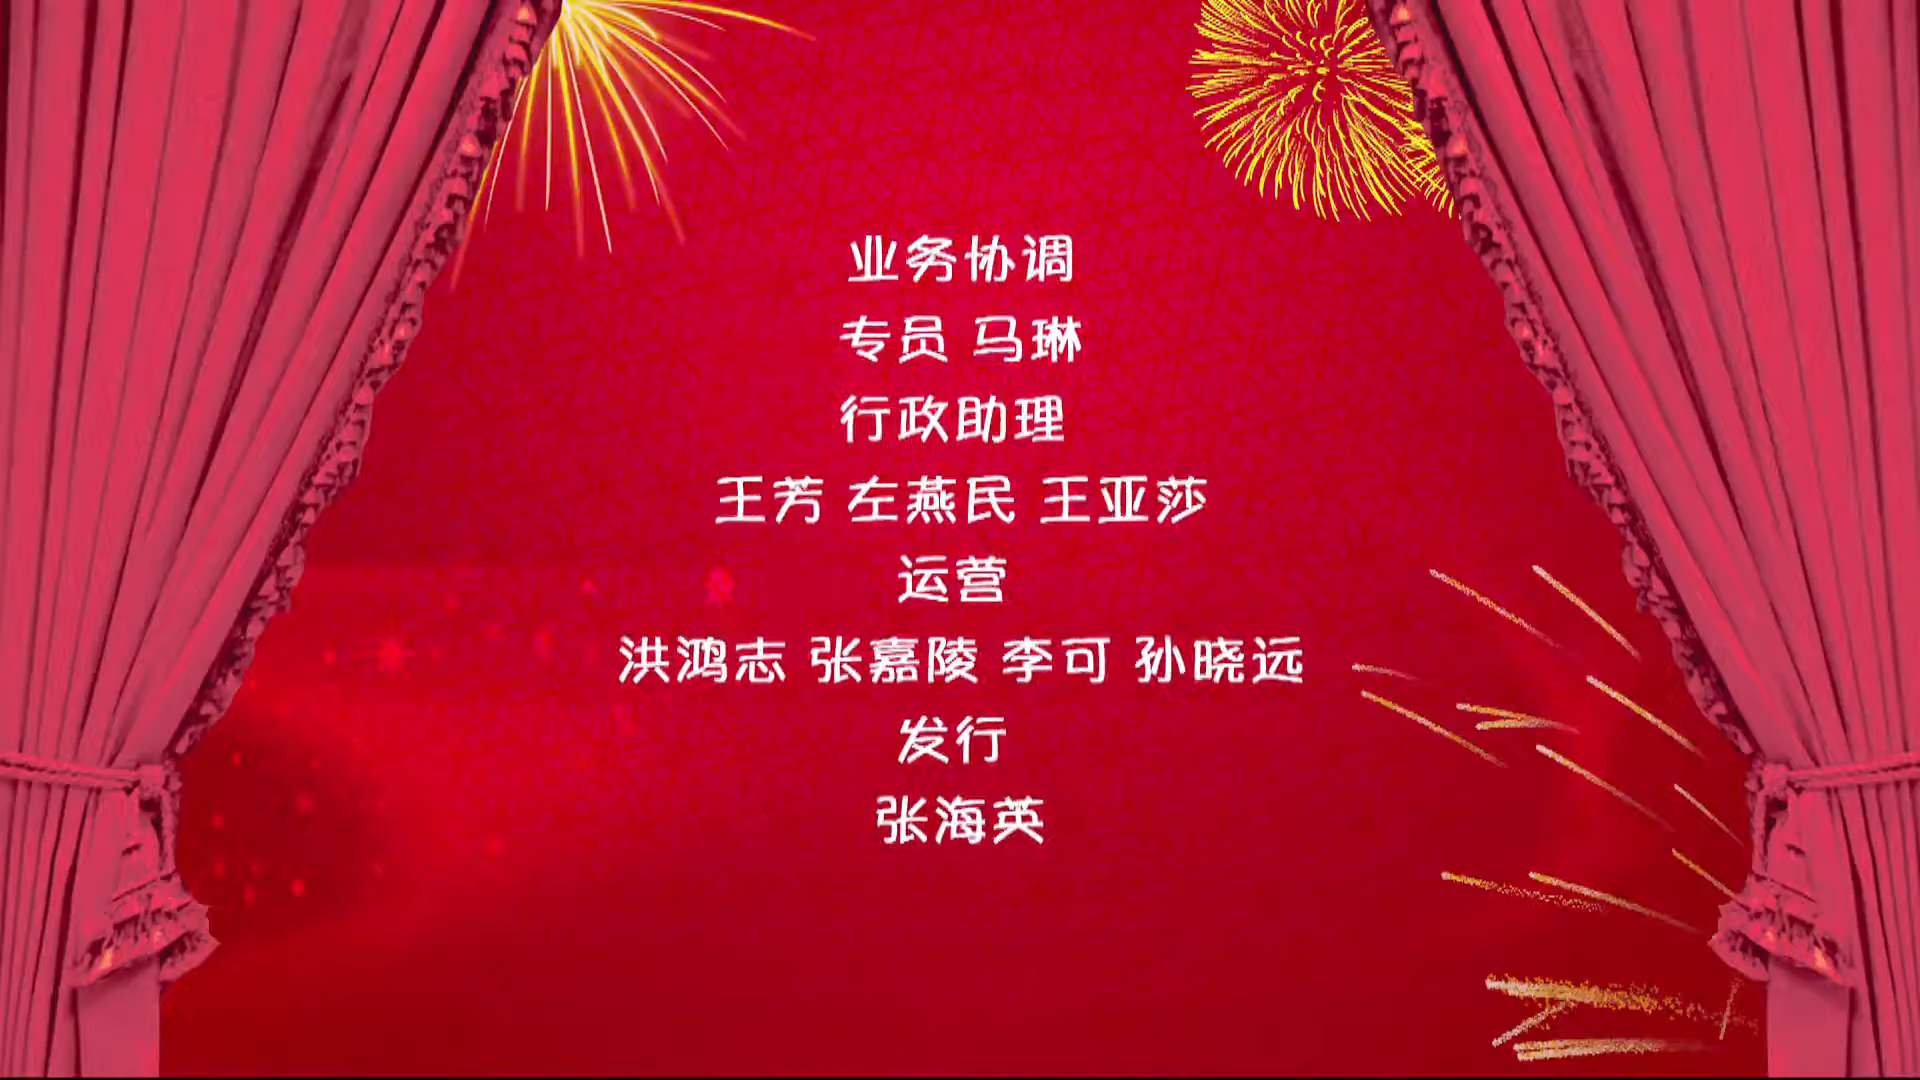 业务协调
专员 马琳
行政助理
王芳 左燕民 王亚莎
运营
洪鸿志 张嘉陵 李可 孙晓远
发行
张海英